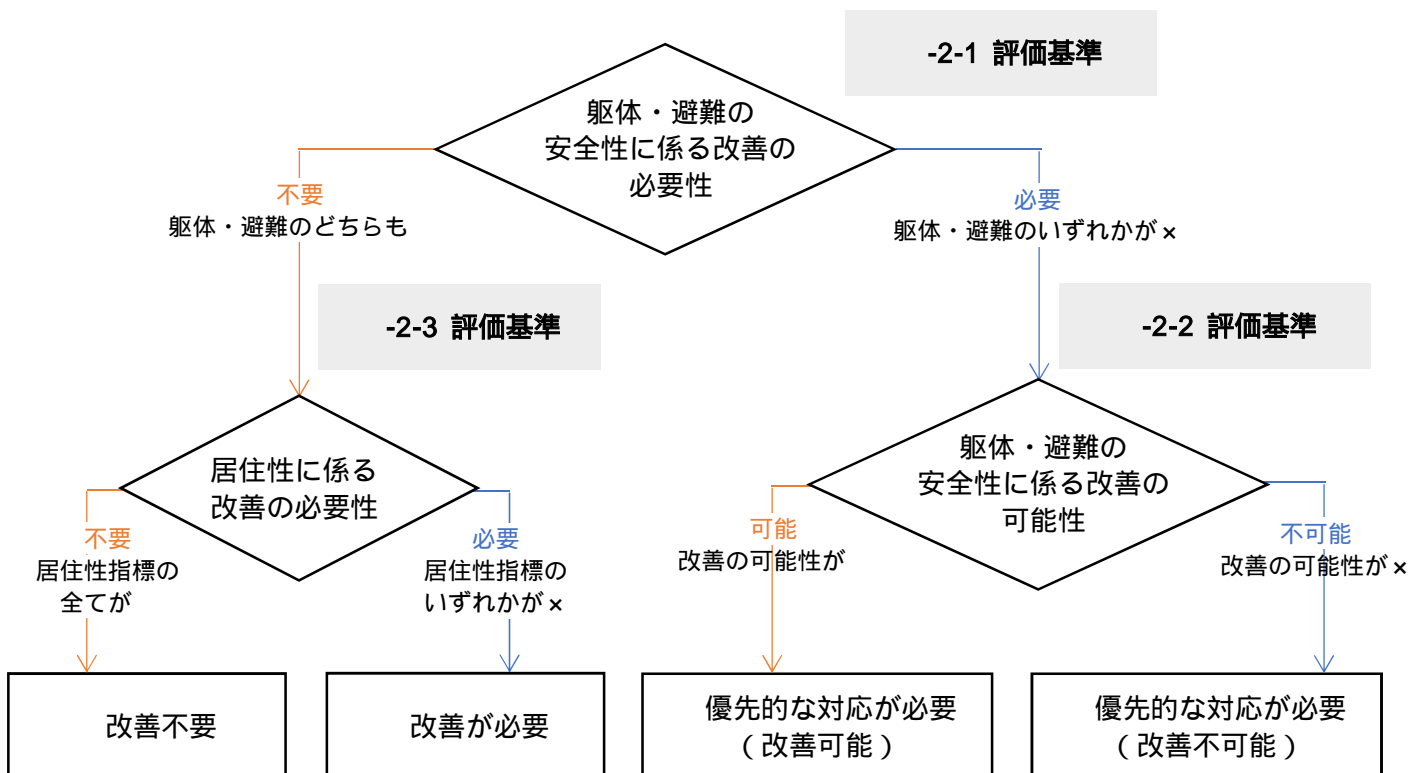 -2-1 評価基準
躯体・避難の
安全性に係る改善の
必要性
不要
躯体・避難のどちらも
必要
躯体・避難のいずれかが×
-2-3 評価基準
-2-2 評価基準
居住性に係る
改善の必要性
躯体・避難の
安全性に係る改善の
可能性
不要
居住性指標の
全てが
必要
居住性指標の
いずれかが×
可能
改善の可能性が
不可能
改善の可能性が×
改善不要
改善が必要
優先的な対応が必要
（改善可能）
優先的な対応が必要
（改善不可能）